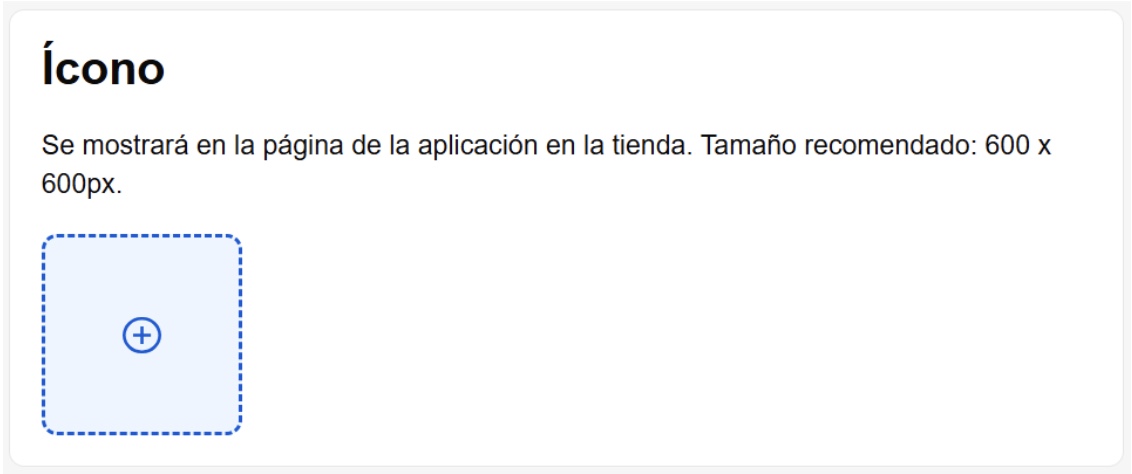 Ícono
Se mostrará en la página de la aplicación en la tienda. Tamaño recomendado: 600 x
600px.